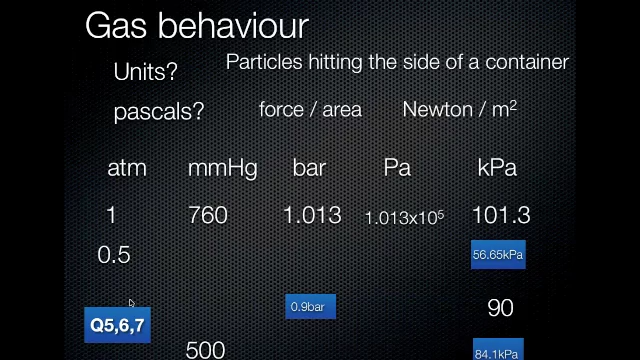 Gas behaviour
Units? Particles hitting the side of a container
pascals? force / area Newton / m²
atm mmHg bar Pa kPa
1 760 1.013 1.013x10⁵ 101.3
0.5 56.65kPa
0.9bar 90
Q5,6,7
500 84.1kPa